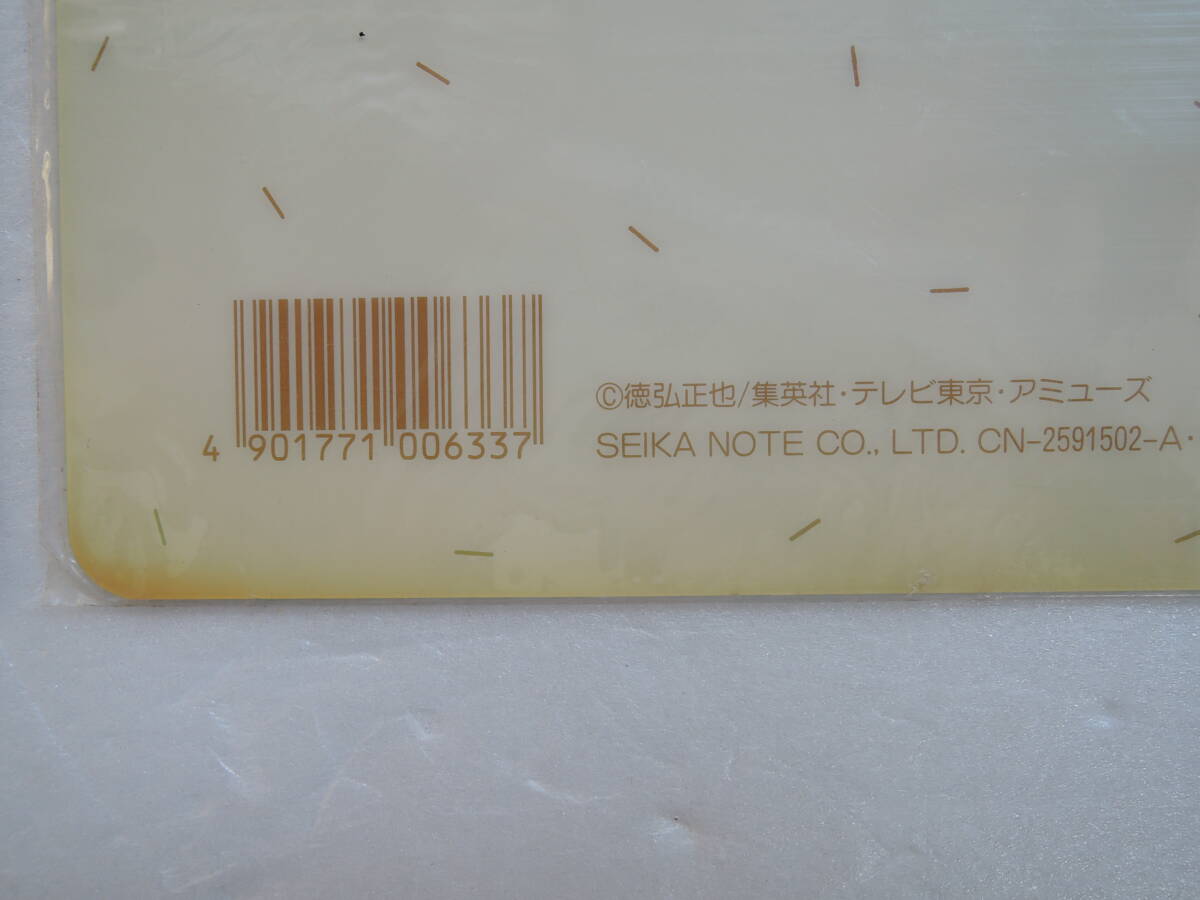 4 901771 006337
©徳弘正也/集英社・テレビ東京・アミューズ
SEIKA NOTE CO., LTD. CN-2591502-A・